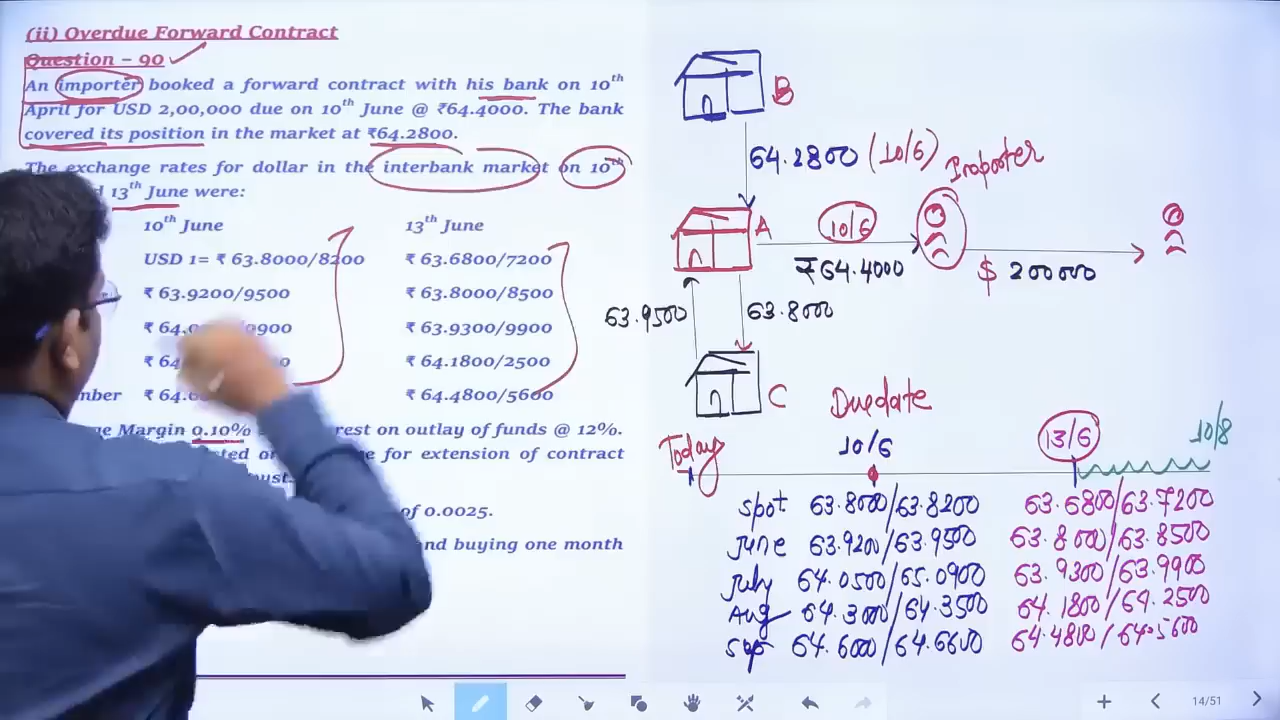 (ii) Overdue Forward Contract
Question – 90
An importer booked a forward contract with his bank on 10th
April for USD 2,00,000 due on 10th June @ ₹64.4000. The bank
covered its position in the market at ₹64.2800.
The exchange rates for dollar in the interbank market on 10th
13th June were:
10th June 13th June
USD 1= ₹ 63.8000/8200 ₹ 63.6800/7200
₹ 63.9200/9500 ₹ 63.8000/8500
₹ 64. 900 ₹ 63.9300/9900
₹ 64. ₹ 64.1800/2500
₹ 64. ₹ 64.4800/5600
Margin 0.10% rest on outlay of funds @ 12%.
for extension of contract
of 0.0025.
nd buying one month
B
64.2800 (10/6)
Importer
A
10/6
₹64.4000
$ 200000
63.9500
63.8000
C
Duedate
Today
10/6
13/6
10/8
spot 63.8000/63.8200 63.6800/63.7200
June 63.9200/63.9500 63.8000/63.8500
July 64.0500/65.0900 63.9300/63.9900
Aug 64.3000/64.3500 64.1800/64.2500
Sep 64.6000/64.6600 64.4800/64.5600
14/51